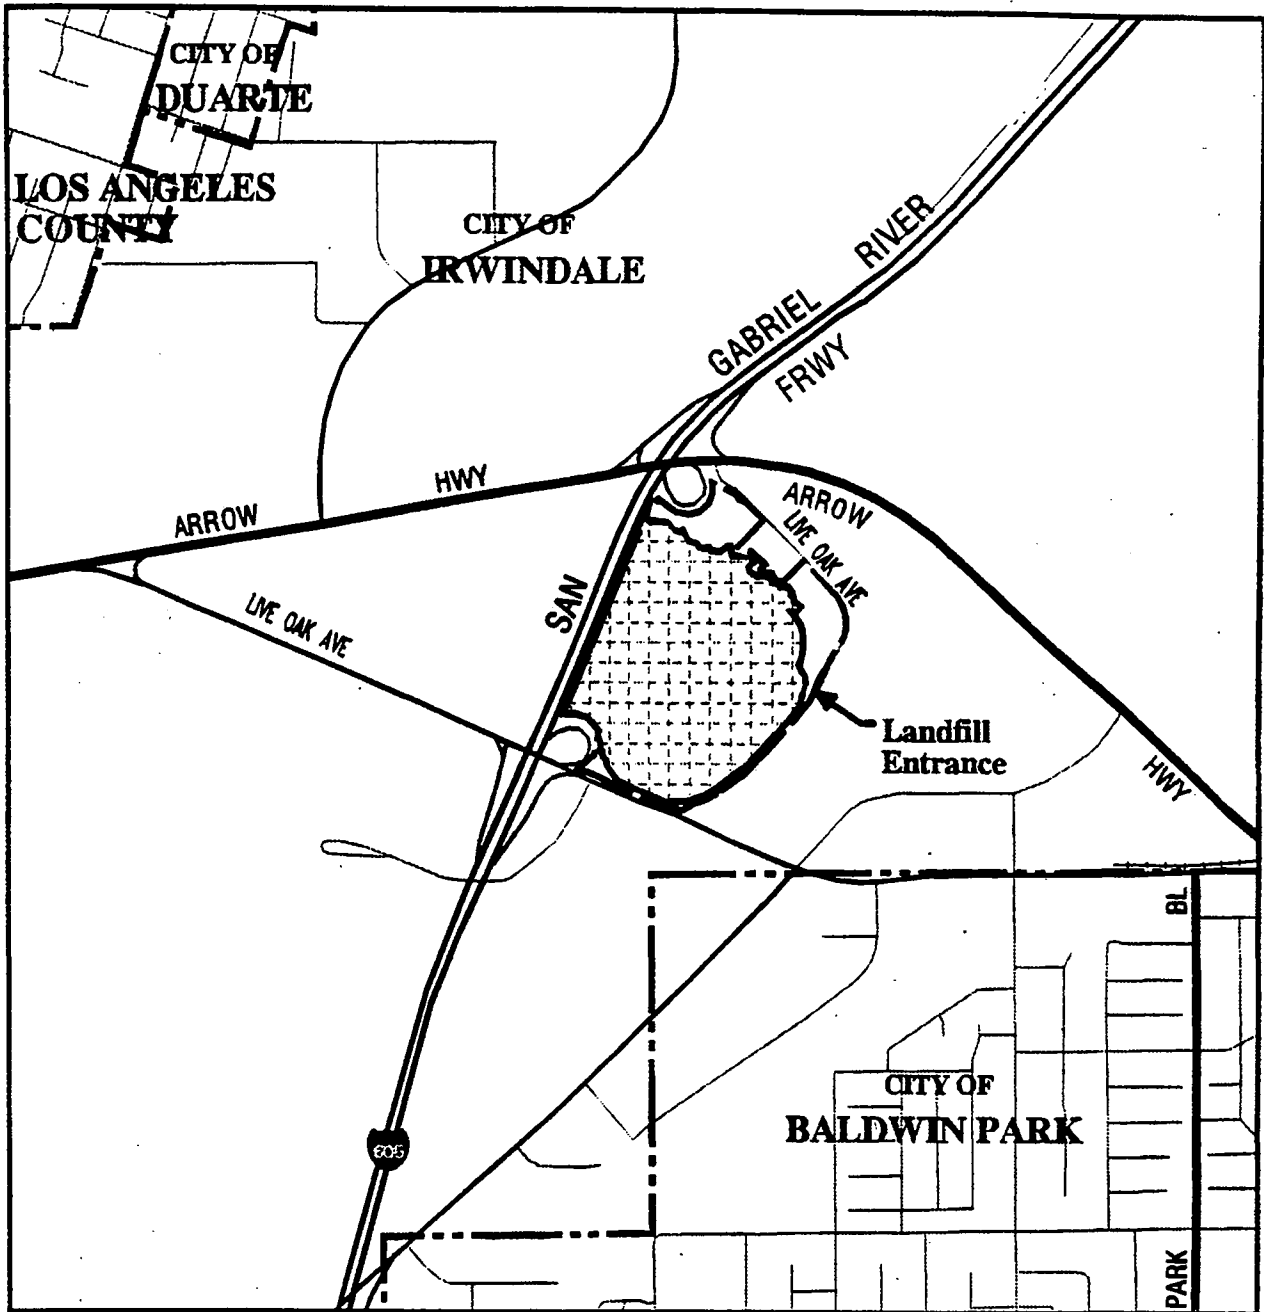 CITY OF
DUARTE
LOS ANGELES
COUNTY
CITY OF
IRWINDALE
SAN GABRIEL RIVER
FRWY
ARROW HWY
ARROW HWY
LIVE OAK AVE
LIVE OAK AVE
Landfill
Entrance
605
CITY OF
BALDWIN PARK
BL
PARK